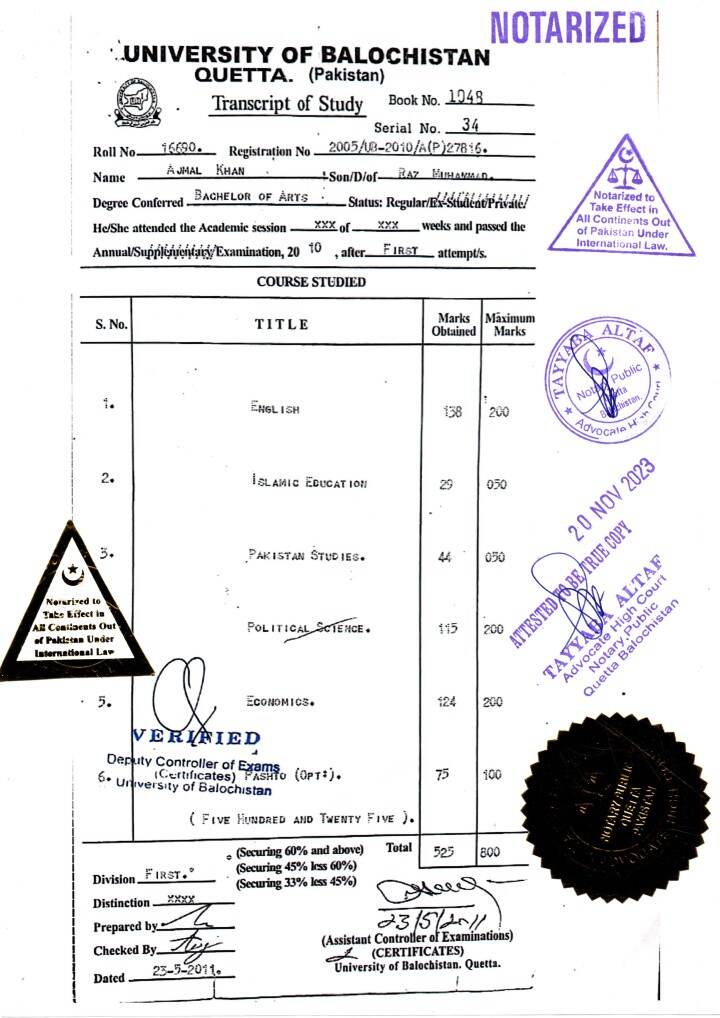 NOTARIZED
UNIVERSITY OF BALOCHISTAN
QUETTA. (Pakistan)
Transcript of Study
Book No. 1048
Serial No. 34
Roll No 16690. Registration No 2005/UB-2010/A(P)27816.
Name AJMAL KHAN Son/D/of RAZ MUHAMMAD.
Degree Conferred BACHELOR OF ARTS Status: Regular/Ex-Student/Private/
He/She attended the Academic session XXX of XXX weeks and passed the
Annual/Supplementary/Examination, 20 10 , after FIRST attempt/s.
Notarized to
Take Effect in
All Continents Out
of Pakistan Under
International Law.
COURSE STUDIED
S. No. TITLE Marks Obtained Maximum Marks
1. ENGLISH 138 200
2. ISLAMIC EDUCATION 29 050
3. PAKISTAN STUDIES. 44 050
POLITICAL SCIENCE. 115 200
5. ECONOMICS. 124 200
6. PASHTO (OPT:). 75 100
( FIVE HUNDRED AND TWENTY FIVE ).
Total 525 800
TAYYABA ALTAF
Notary Public
Quetta
Balochistan.
Advocate High Court
20 NOV 2023
ATTESTED TO BE TRUE COPY
TAYYABA ALTAF
Advocate High Court
Notary Public
Quetta Balochistan
Notarized to
Take Effect in
All Continents Out
of Pakistan Under
International Law
VERIFIED
Deputy Controller of Exams
(Certificates)
University of Balochistan
NOTARY PUBLIC
QUETTA
PAKISTAN
(Securing 60% and above)
(Securing 45% less 60%)
(Securing 33% less 45%)
Division FIRST.
Distinction XXXX
Prepared by
Checked By
Dated 23-5-2011.
23/5/2011
(Assistant Controller of Examinations)
(CERTIFICATES)
University of Balochistan. Quetta.